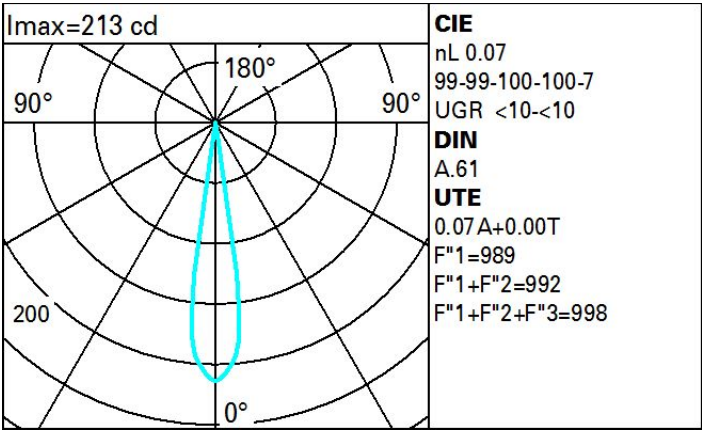 Imax=213 cd
180°
90°
90°
200
0°
CIE
nL 0.07
99-99-100-100-7
UGR <10-<10
DIN
A.61
UTE
0.07A+0.00T
F"1=989
F"1+F"2=992
F"1+F"2+F"3=998